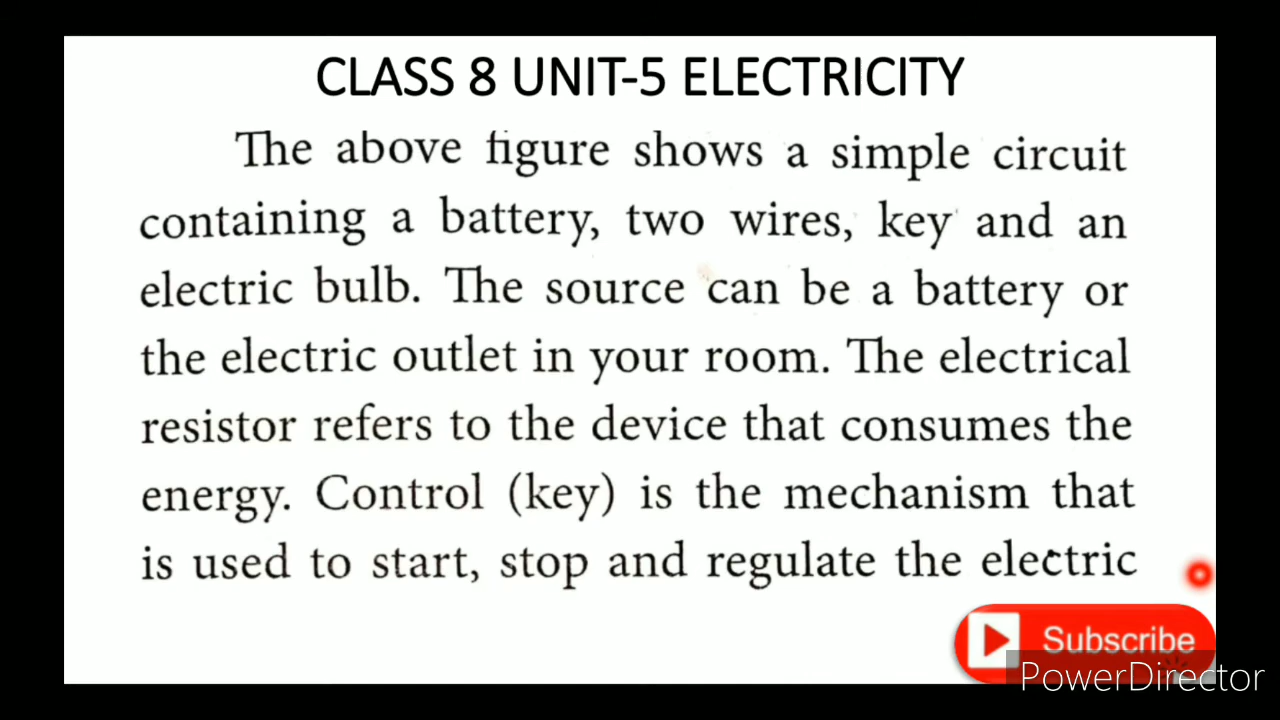 CLASS 8 UNIT-5 ELECTRICITY
The above figure shows a simple circuit
containing a battery, two wires, key and an
electric bulb. The source can be a battery or
the electric outlet in your room. The electrical
resistor refers to the device that consumes the
energy. Control (key) is the mechanism that
is used to start, stop and regulate the electric
Subscribe
PowerDirector